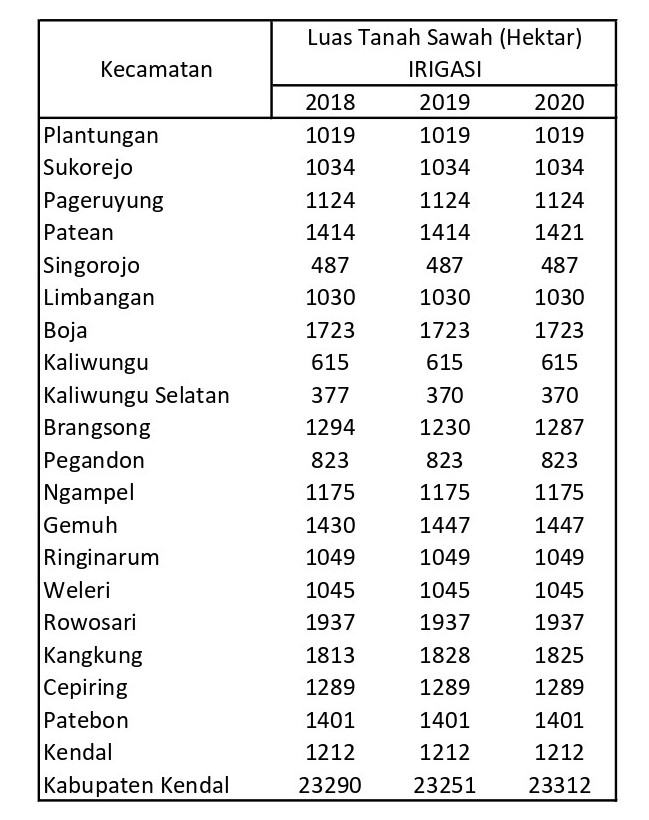 Kecamatan Luas Tanah Sawah (Hektar)
IRIGASI
2018 2019 2020
Plantungan 1019 1019 1019
Sukorejo 1034 1034 1034
Pageruyung 1124 1124 1124
Patean 1414 1414 1421
Singorojo 487 487 487
Limbangan 1030 1030 1030
Boja 1723 1723 1723
Kaliwungu 615 615 615
Kaliwungu Selatan 377 370 370
Brangsong 1294 1230 1287
Pegandon 823 823 823
Ngampel 1175 1175 1175
Gemuh 1430 1447 1447
Ringinarum 1049 1049 1049
Weleri 1045 1045 1045
Rowosari 1937 1937 1937
Kangkung 1813 1828 1825
Cepiring 1289 1289 1289
Patebon 1401 1401 1401
Kendal 1212 1212 1212
Kabupaten Kendal 23290 23251 23312